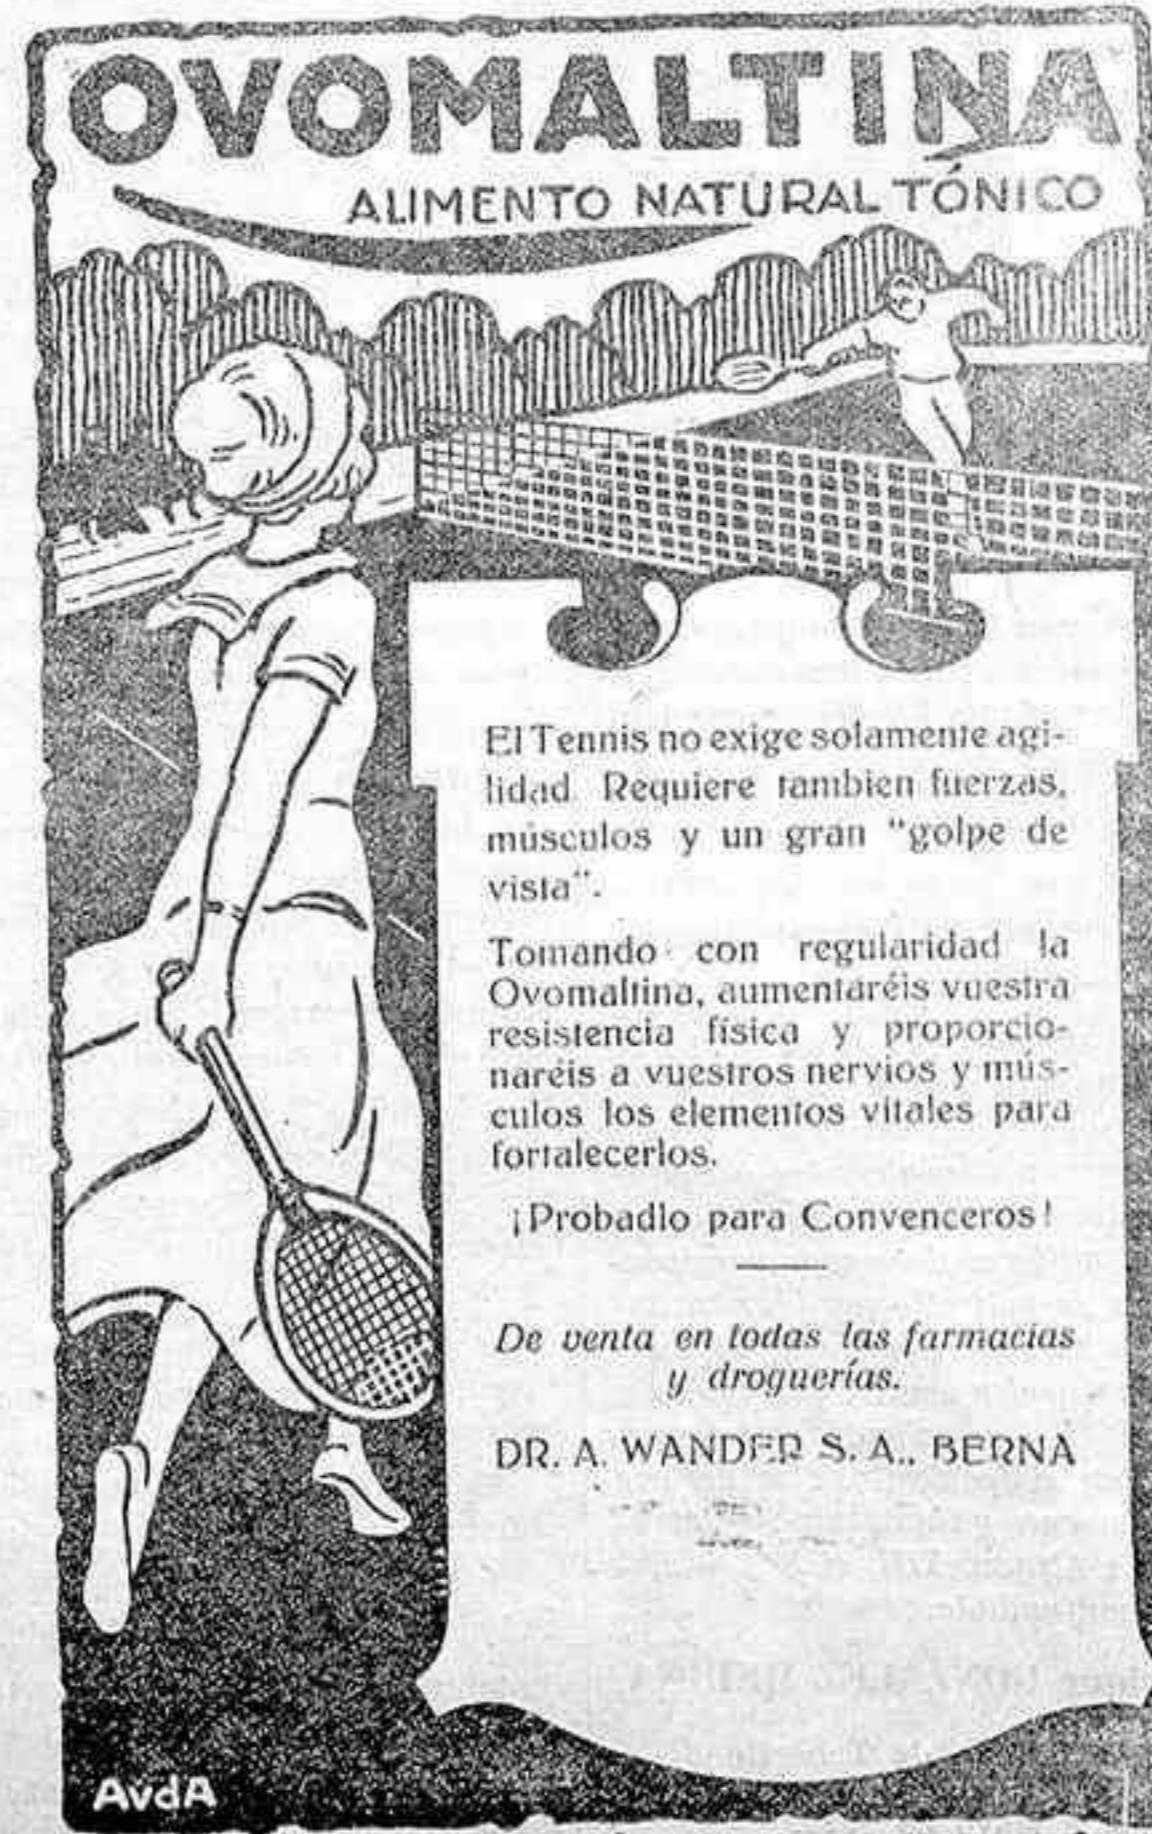 OVOMALTINA
ALIMENTO NATURAL TÓNICO
El Tennis no exige solamente agi-
lidad. Requiere tambien fuerzas,
músculos y un gran "golpe de
vista".
Tomando con regularidad la
Ovomaltina, aumentaréis vuestra
resistencia física y proporcio-
naréis a vuestros nervios y mús-
culos los elementos vitales para
fortalecerlos.
¡Probadlo para Convenceros!
De venta en todas las farmacias
y droguerías.
DR. A. WANDER S. A., BERNA
AvdA